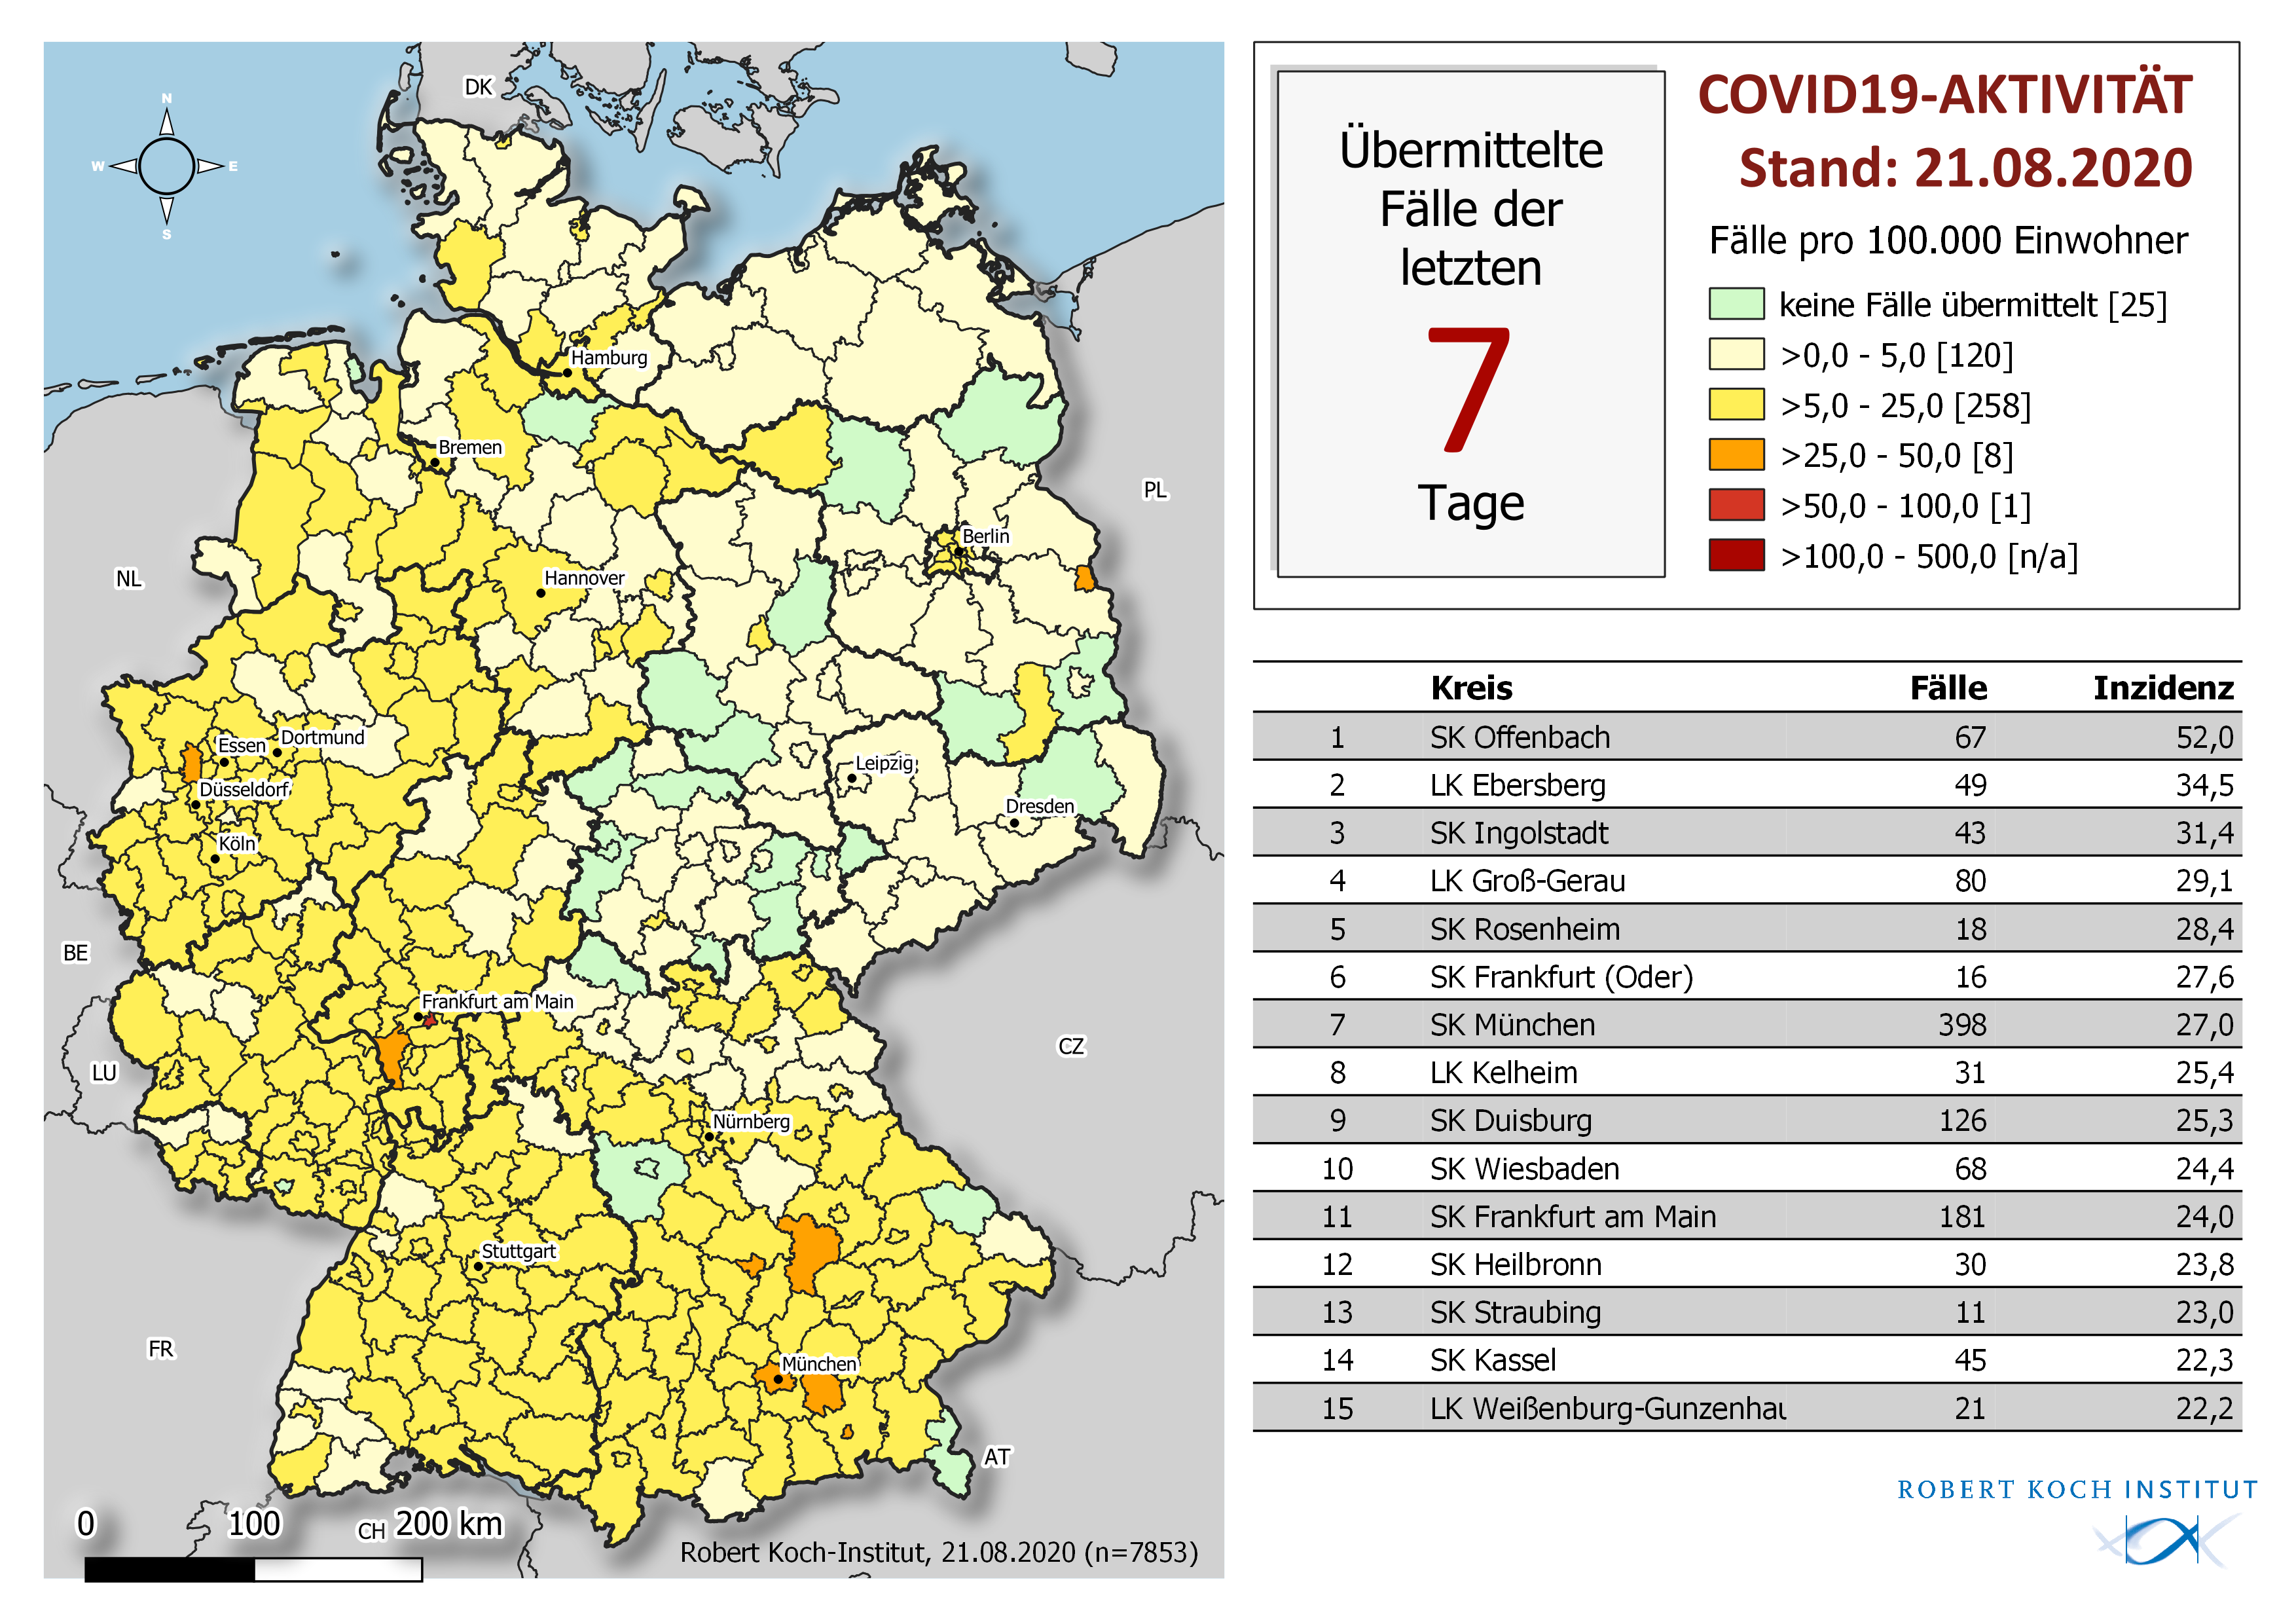 N
W
E
S
DK
PL
NL
BE
LU
FR
CH
AT
CZ
Hamburg
Bremen
Berlin
Hannover
Essen
Dortmund
Düsseldorf
Köln
Leipzig
Dresden
Frankfurt am Main
Nürnberg
Stuttgart
München
0 100 200 km
Robert Koch-Institut, 21.08.2020 (n=7853)
Übermittelte
Fälle der
letzten
7
Tage
COVID19-AKTIVITÄT
Stand: 21.08.2020
Fälle pro 100.000 Einwohner
keine Fälle übermittelt [25]
>0,0 - 5,0 [120]
>5,0 - 25,0 [258]
>25,0 - 50,0 [8]
>50,0 - 100,0 [1]
>100,0 - 500,0 [n/a]
Kreis Fälle Inzidenz
1 SK Offenbach 67 52,0
2 LK Ebersberg 49 34,5
3 SK Ingolstadt 43 31,4
4 LK Groß-Gerau 80 29,1
5 SK Rosenheim 18 28,4
6 SK Frankfurt (Oder) 16 27,6
7 SK München 398 27,0
8 LK Kelheim 31 25,4
9 SK Duisburg 126 25,3
10 SK Wiesbaden 68 24,4
11 SK Frankfurt am Main 181 24,0
12 SK Heilbronn 30 23,8
13 SK Straubing 11 23,0
14 SK Kassel 45 22,3
15 LK Weißenburg-Gunzenhau 21 22,2
ROBERT KOCH INSTITUT